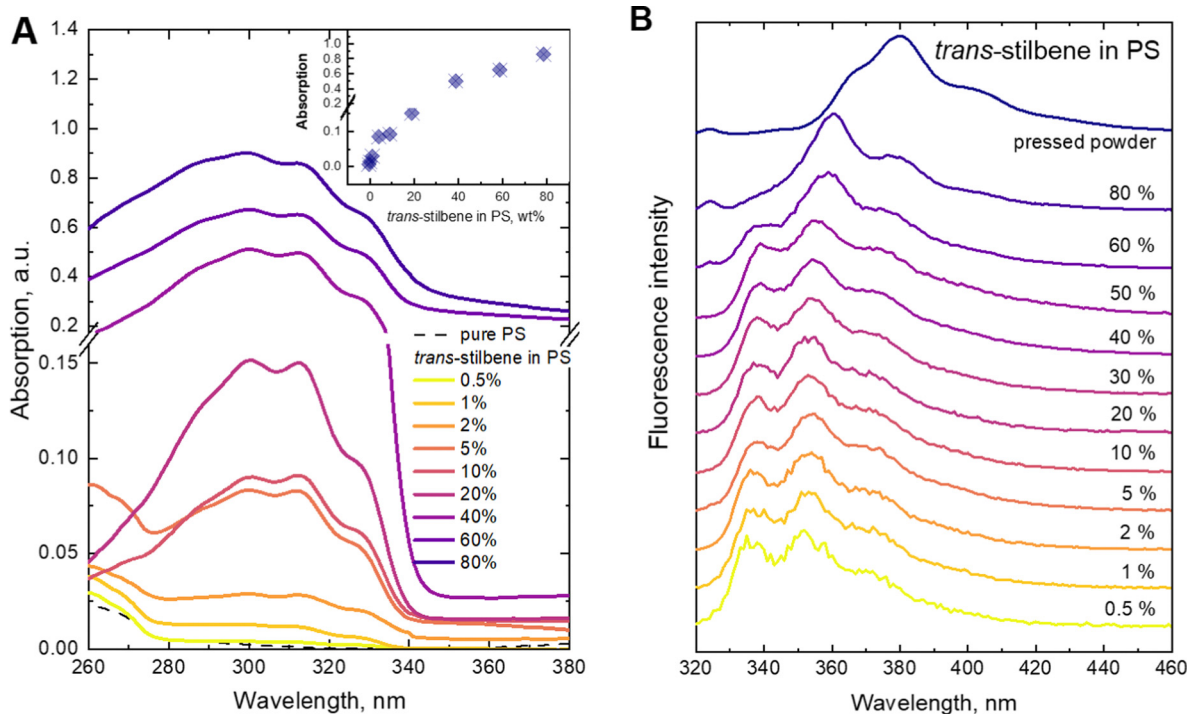 A
Absorption, a.u.
1.4
1.2
1.0
0.8
0.6
0.4
0.2
0.15
0.10
0.05
0.00
260 280 300 320 340 360 380
Wavelength, nm
Absorption
1.0
0.8
0.6
0.4
0.2
0.1
0.0
0 20 40 60 80
trans-stilbene in PS, wt%
pure PS
trans-stilbene in PS
0.5%
1%
2%
5%
10%
20%
40%
60%
80%
B
Fluorescence intensity
trans-stilbene in PS
pressed powder
80 %
60 %
50 %
40 %
30 %
20 %
10 %
5 %
2 %
1 %
0.5 %
320 340 360 380 400 420 440 460
Wavelength, nm